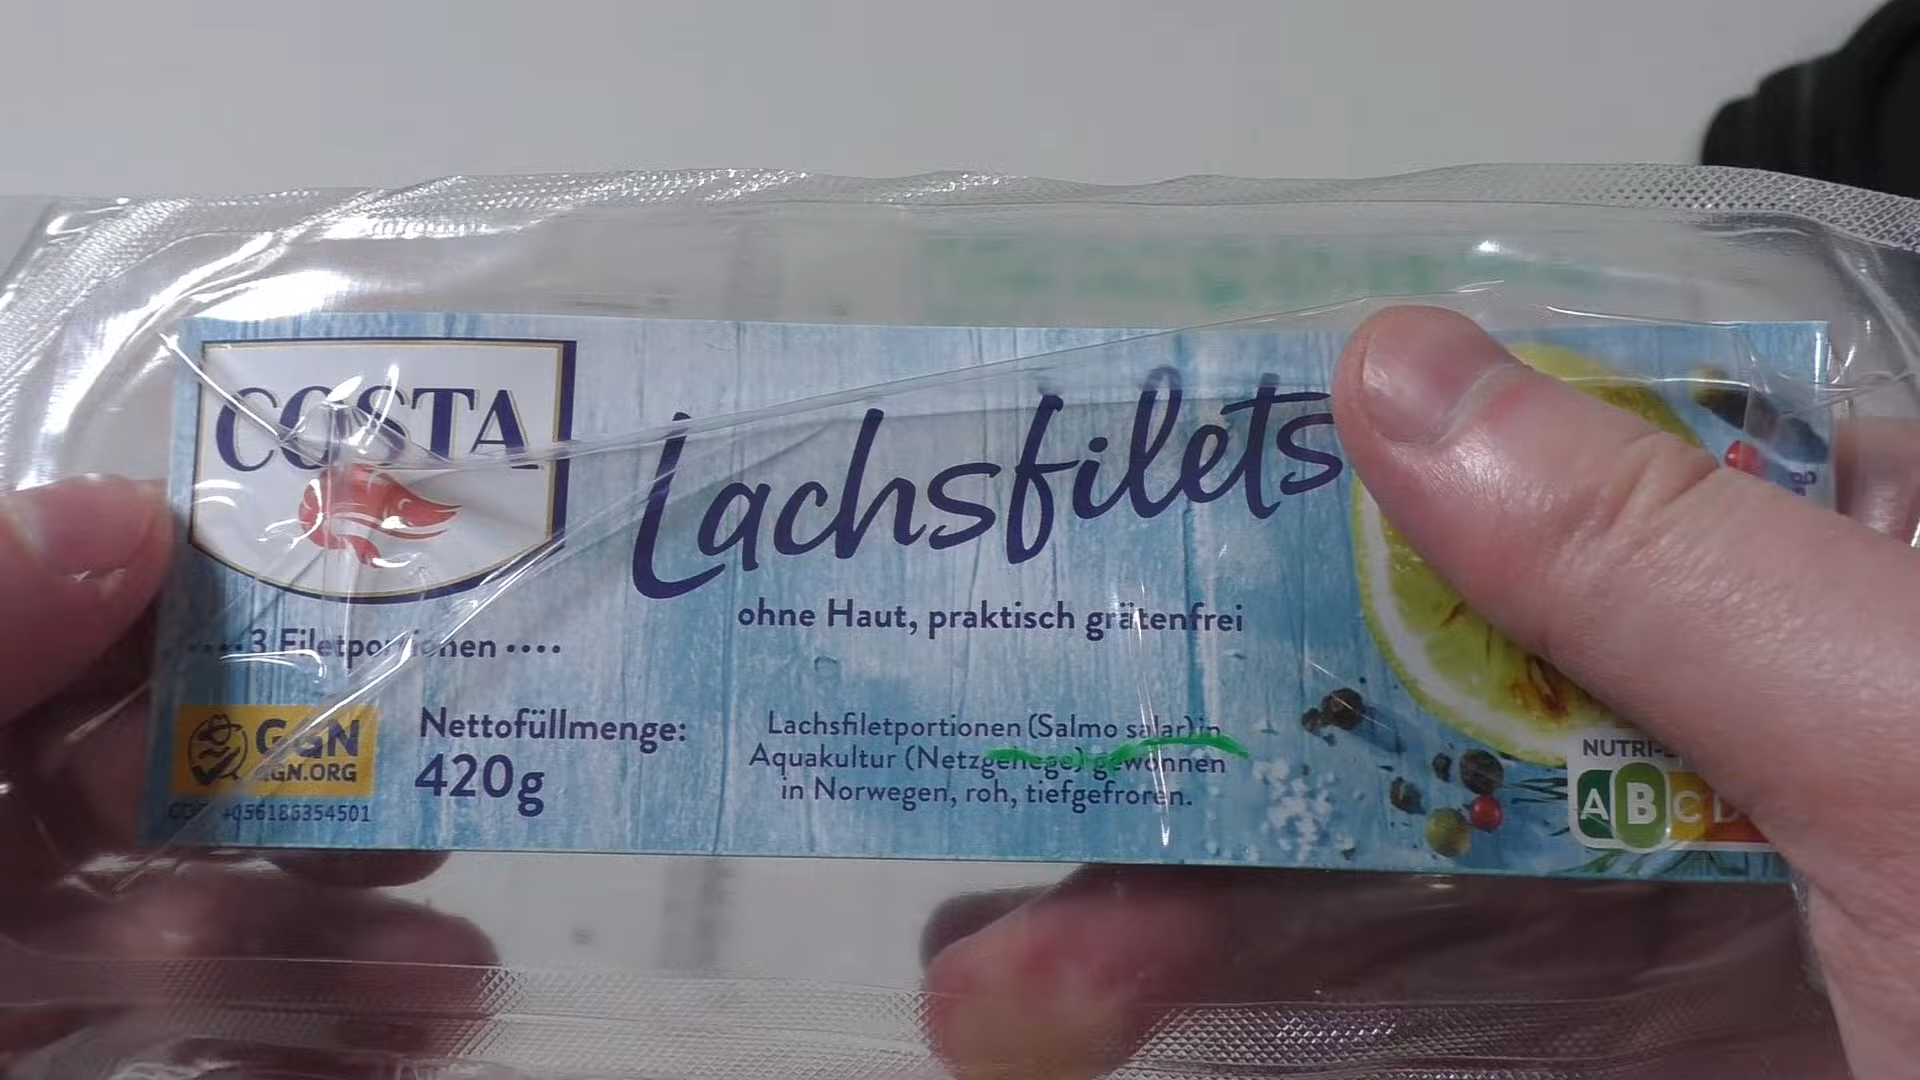 COSTA
Lachsfilets
ohne Haut, praktisch grätenfrei
3 Filetportionen
GGN
GGN.ORG
Nettofüllmenge:
420g
Lachsfiletportionen (Salmo salar) in
Aquakultur (Netzgehege) gewonnen
in Norwegen, roh, tiefgefroren.
NUTRI-
A B C D